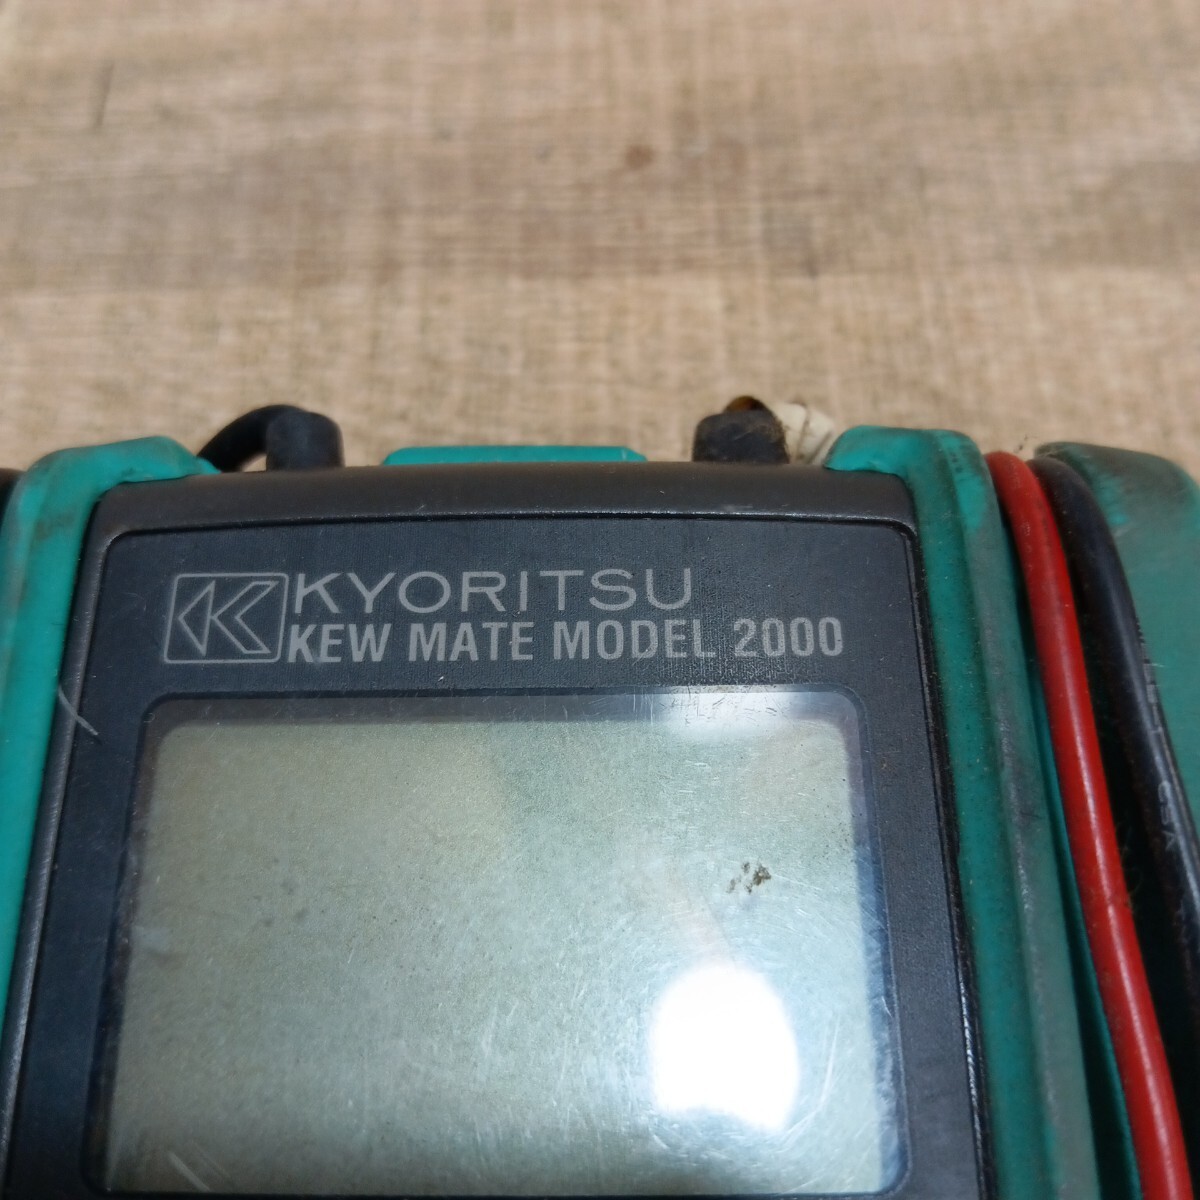 KYORITSU
KEW MATE MODEL 2000